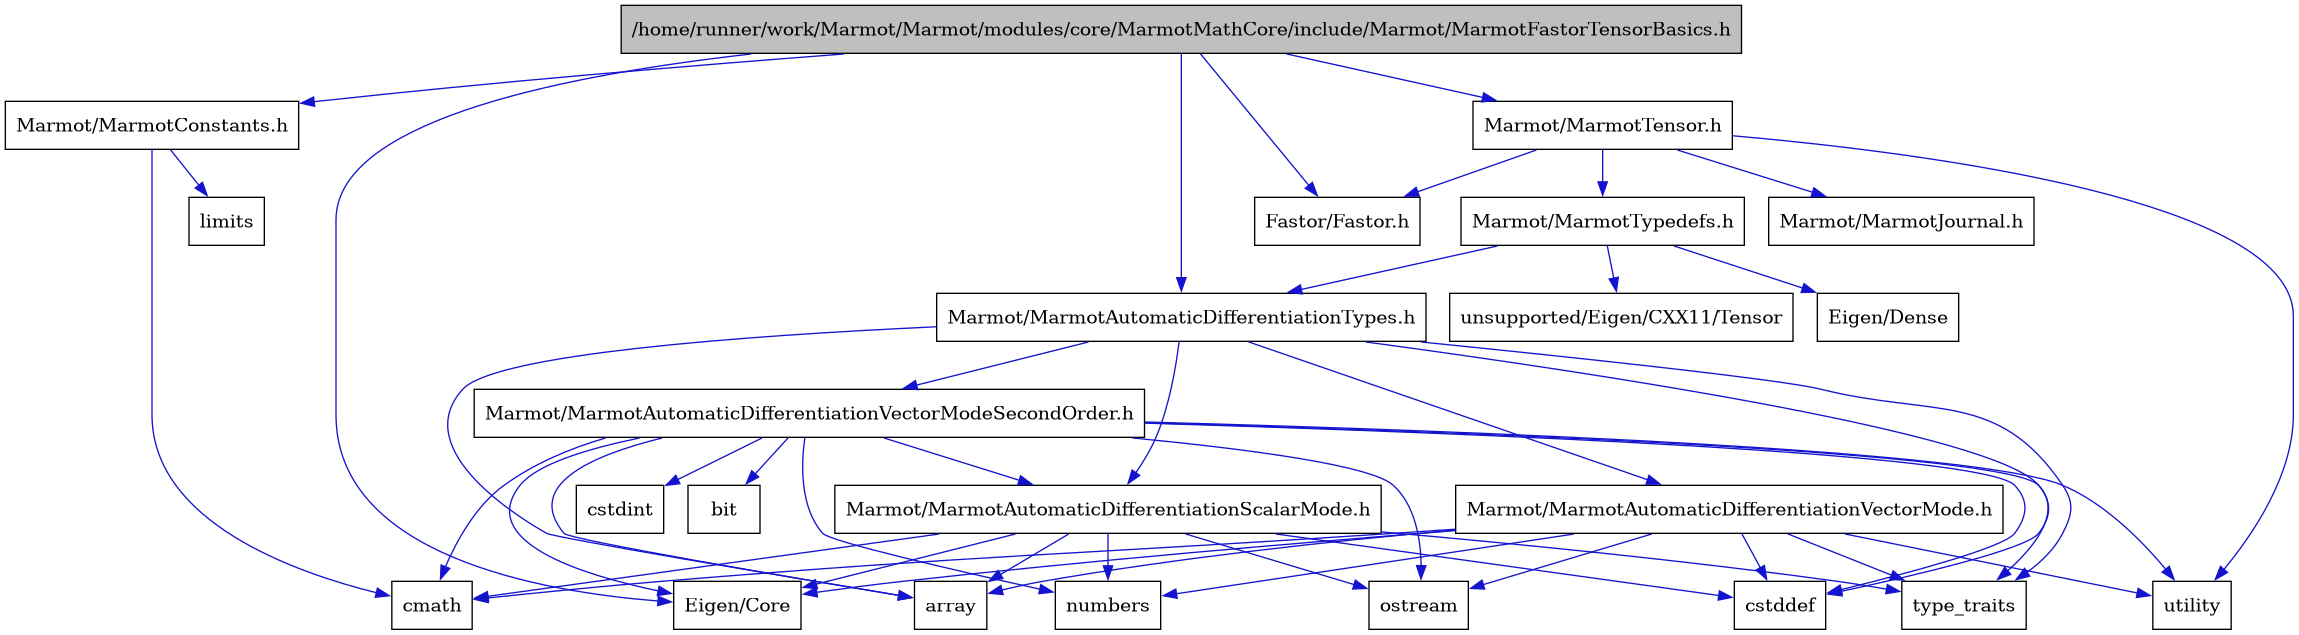 /home/runner/work/Marmot/Marmot/modules/core/MarmotMathCore/include/Marmot/MarmotFastorTensorBasics.h
Marmot/MarmotConstants.h
Marmot/MarmotTensor.h
limits
Fastor/Fastor.h
Marmot/MarmotTypedefs.h
Marmot/MarmotJournal.h
Marmot/MarmotAutomaticDifferentiationTypes.h
unsupported/Eigen/CXX11/Tensor
Eigen/Dense
Marmot/MarmotAutomaticDifferentiationVectorModeSecondOrder.h
cstdint
bit
Marmot/MarmotAutomaticDifferentiationScalarMode.h
Marmot/MarmotAutomaticDifferentiationVectorMode.h
cmath
Eigen/Core
array
numbers
ostream
cstddef
type_traits
utility